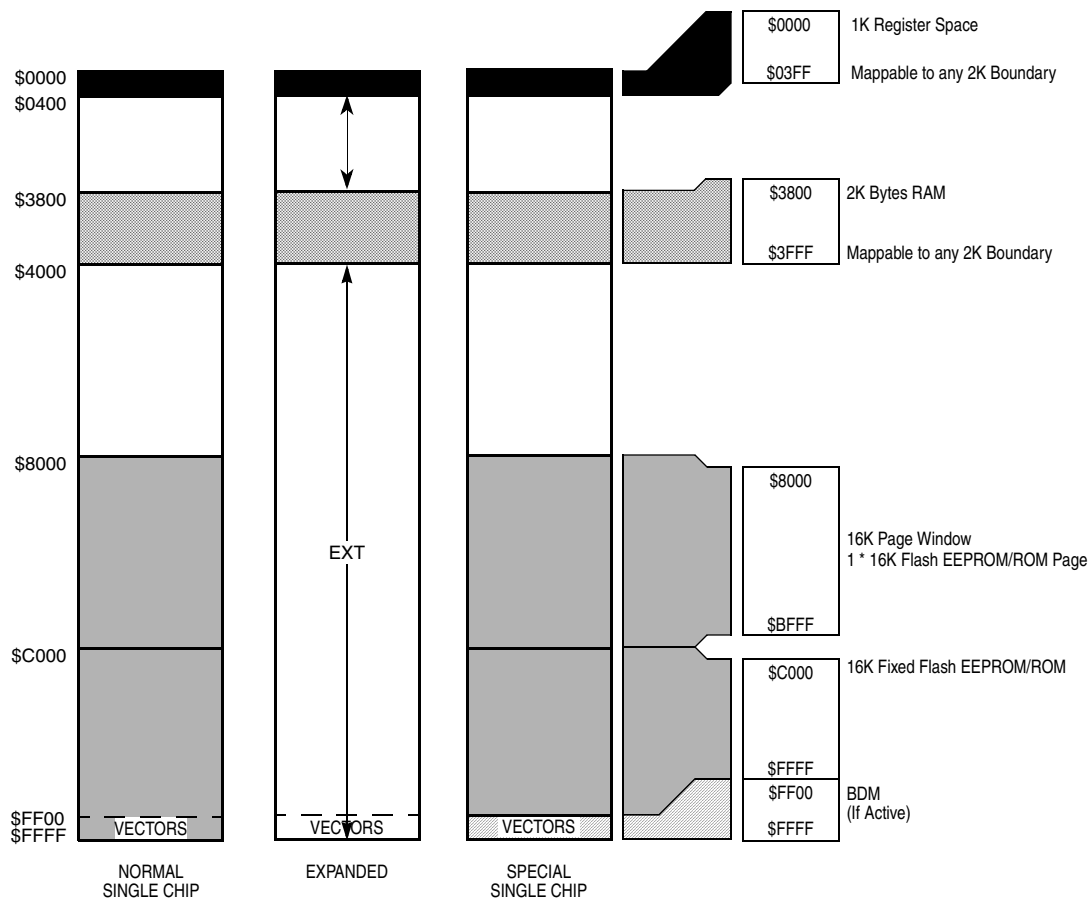 $0000
$0400
$3800
$4000
$8000
$C000
$FF00
$FFFF
EXT
VECTORS
VECTORS
VECTORS
NORMAL
SINGLE CHIP
EXPANDED
SPECIAL
SINGLE CHIP
$0000
1K Register Space
$03FF
Mappable to any 2K Boundary
$3800
2K Bytes RAM
$3FFF
Mappable to any 2K Boundary
$8000
16K Page Window
1 * 16K Flash EEPROM/ROM Page
$BFFF
$C000
16K Fixed Flash EEPROM/ROM
$FFFF
$FF00
BDM
(If Active)
$FFFF